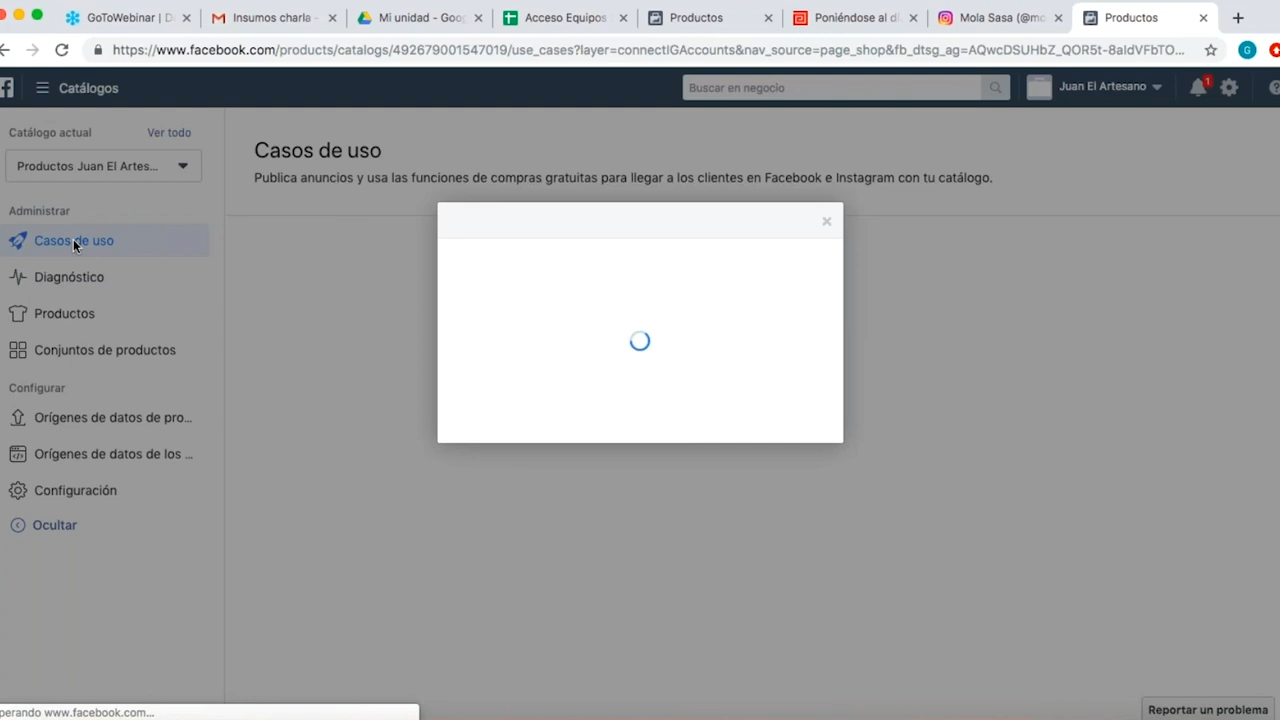 GoToWebinar | D
Insumos charla -
Mi unidad - Goog
Acceso Equipos
Productos
Poniéndose al dí
Mola Sasa (@mo
Productos
https://www.facebook.com/products/catalogs/492679001547019/use_cases?layer=connectIGAccounts&nav_source=page_shop&fb_dtsg_ag=AQwcDSUHbZ_QOR5t-8aldVFbTO...
G
Catálogos
Buscar en negocio
Juan El Artesano
1
Catálogo actual
Ver todo
Productos Juan El Artes...
Administrar
Casos de uso
Diagnóstico
Productos
Conjuntos de productos
Configurar
Orígenes de datos de pro...
Orígenes de datos de los ...
Configuración
Ocultar
Casos de uso
Publica anuncios y usa las funciones de compras gratuitas para llegar a los clientes en Facebook e Instagram con tu catálogo.
perando www.facebook.com...
Reportar un problema